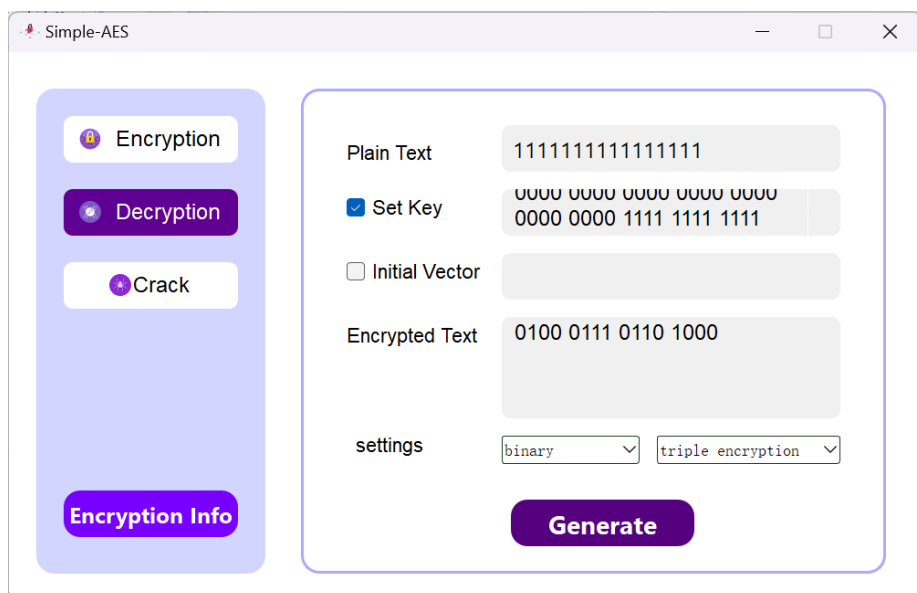 Simple-AES
Encryption
Decryption
Crack
Encryption Info
Plain Text
1111111111111111
Set Key
0000 0000 0000 0000 0000
0000 0000 1111 1111 1111
Initial Vector
Encrypted Text
0100 0111 0110 1000
settings
binary
triple encryption
Generate